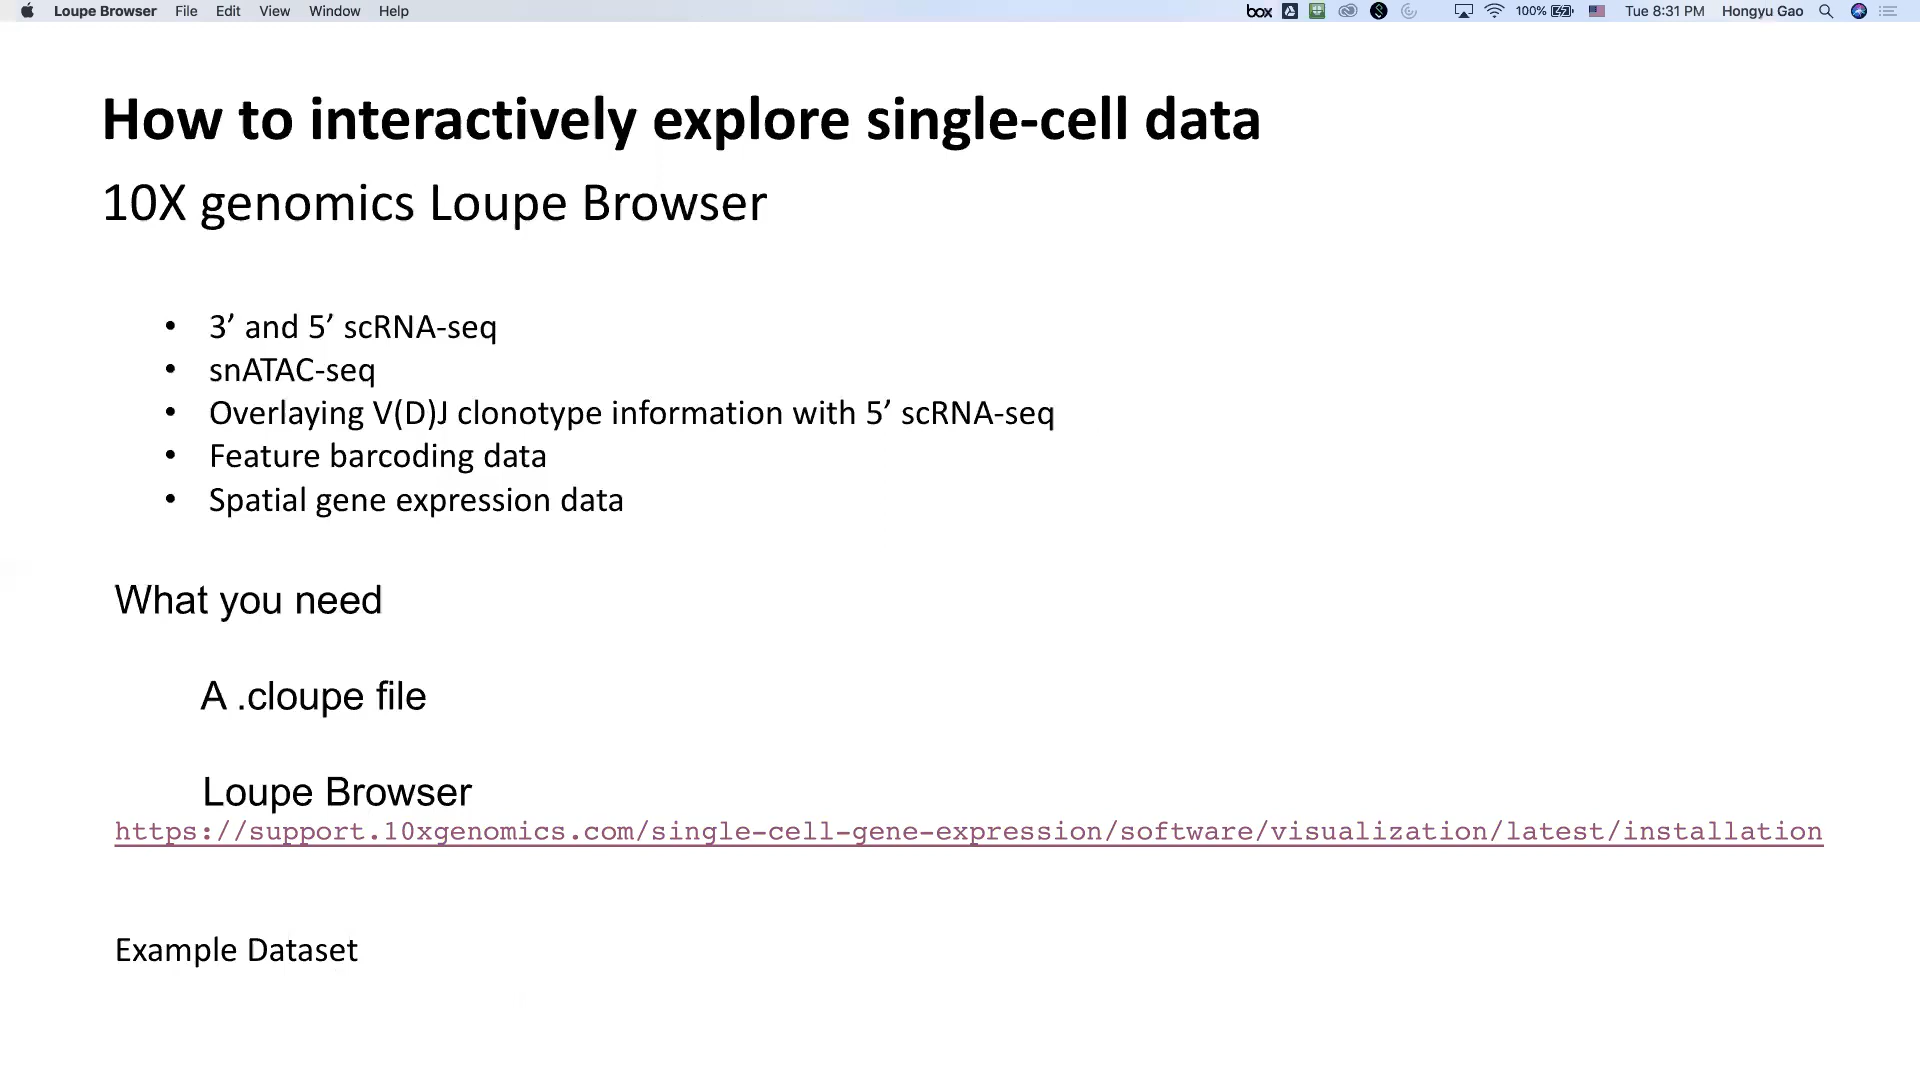 Loupe Browser File Edit View Window Help box 100% Tue 8:31 PM Hongyu Gao
How to interactively explore single-cell data
10X genomics Loupe Browser
• 3’ and 5’ scRNA-seq
• snATAC-seq
• Overlaying V(D)J clonotype information with 5’ scRNA-seq
• Feature barcoding data
• Spatial gene expression data
What you need
A .cloupe file
Loupe Browser
https://support.10xgenomics.com/single-cell-gene-expression/software/visualization/latest/installation
Example Dataset